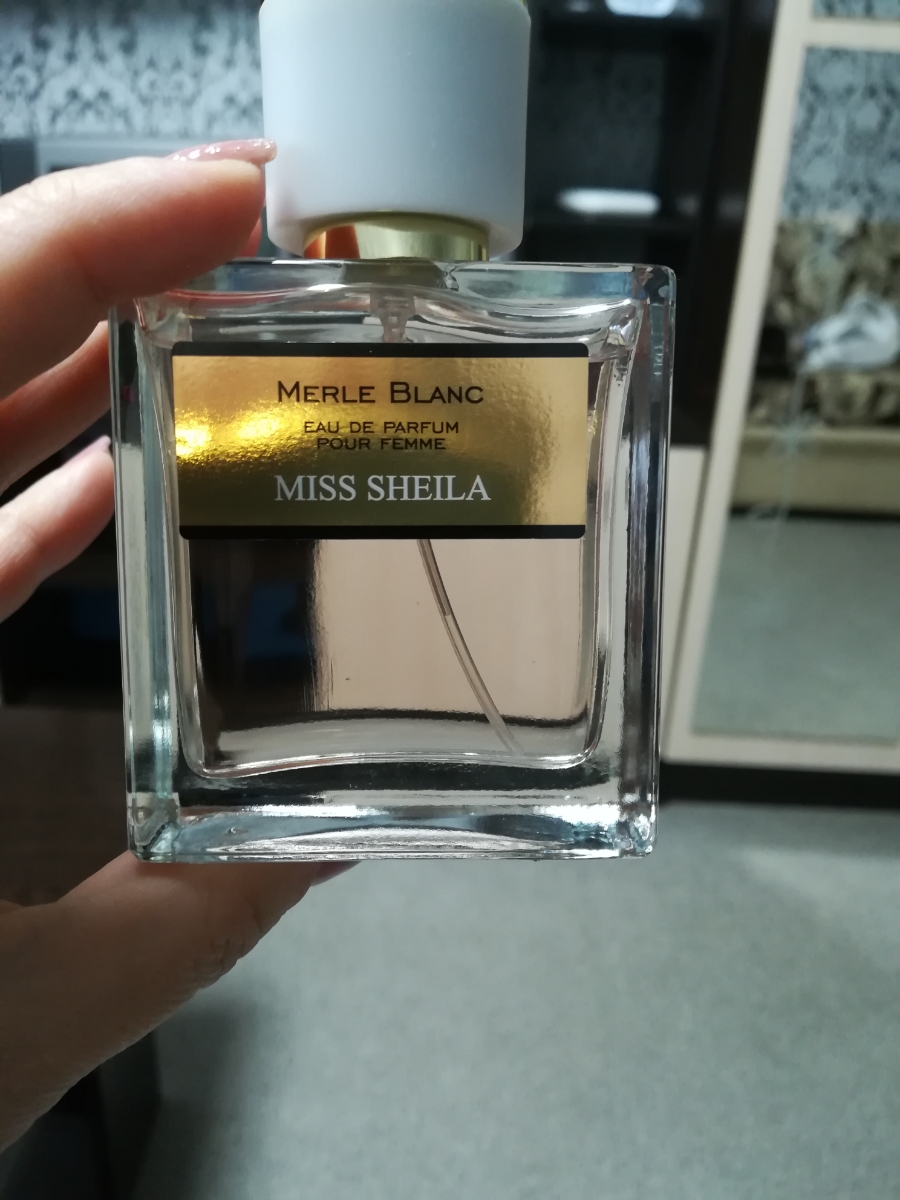 MERLE BLANC
EAU DE PARFUM
POUR FEMME
MISS SHEILA